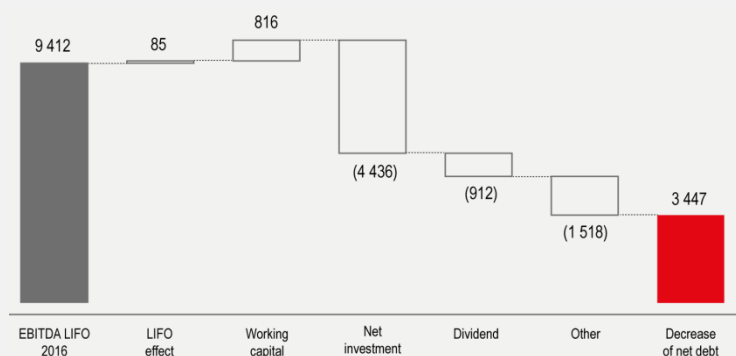 9 412
85
816
(4 436)
(912)
(1 518)
3 447
EBITDA LIFO
2016
LIFO
effect
Working
capital
Net
investment
Dividend
Other
Decrease
of net debt